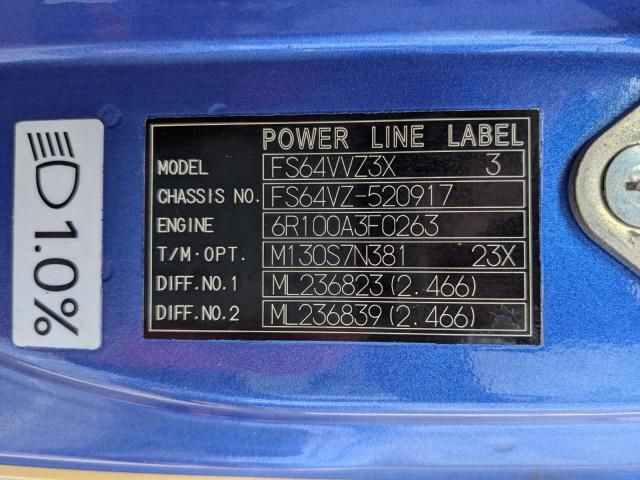 1.0%
POWER LINE LABEL
MODEL FS64VVZ3X 3
CHASSIS NO. FS64VZ-520917
ENGINE 6R100A3F0263
T/M·OPT. M130S7N381 23X
DIFF.NO.1 ML236823 (2.466)
DIFF.NO.2 ML236839 (2.466)